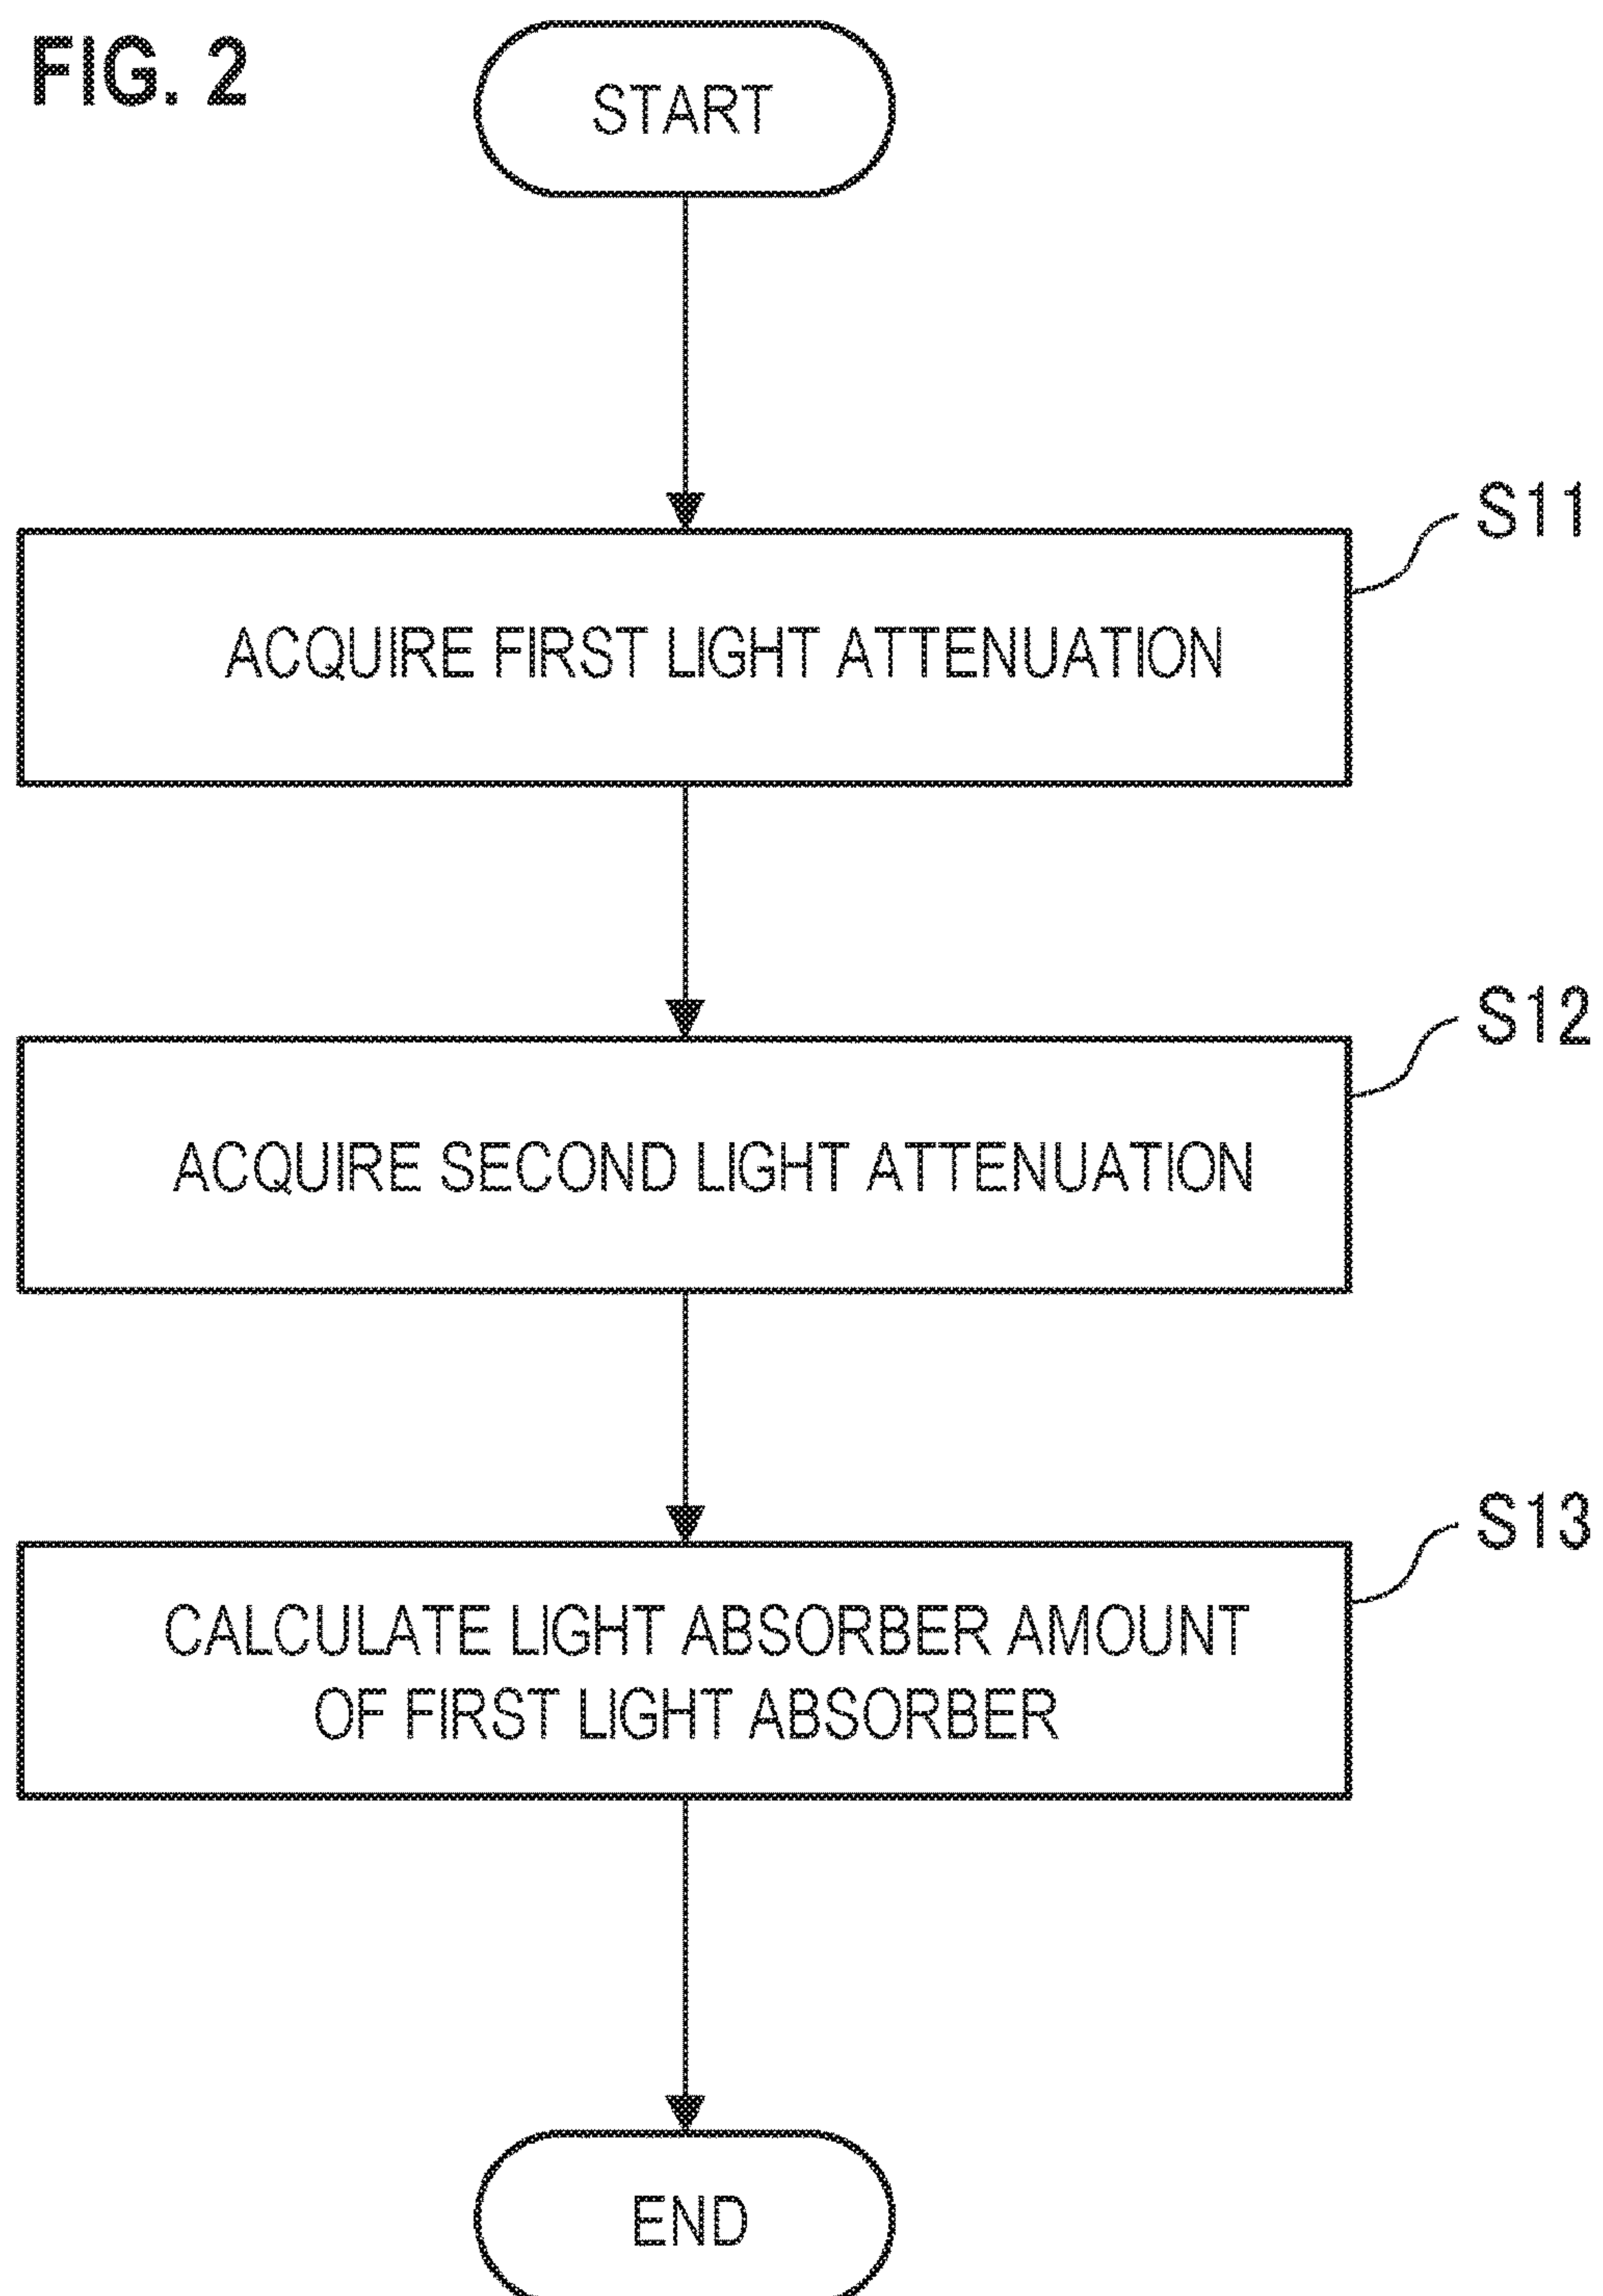 FIG. 2
START
S11
ACQUIRE FIRST LIGHT ATTENUATION
S12
ACQUIRE SECOND LIGHT ATTENUATION
S13
CALCULATE LIGHT ABSORBER AMOUNT
OF FIRST LIGHT ABSORBER
END